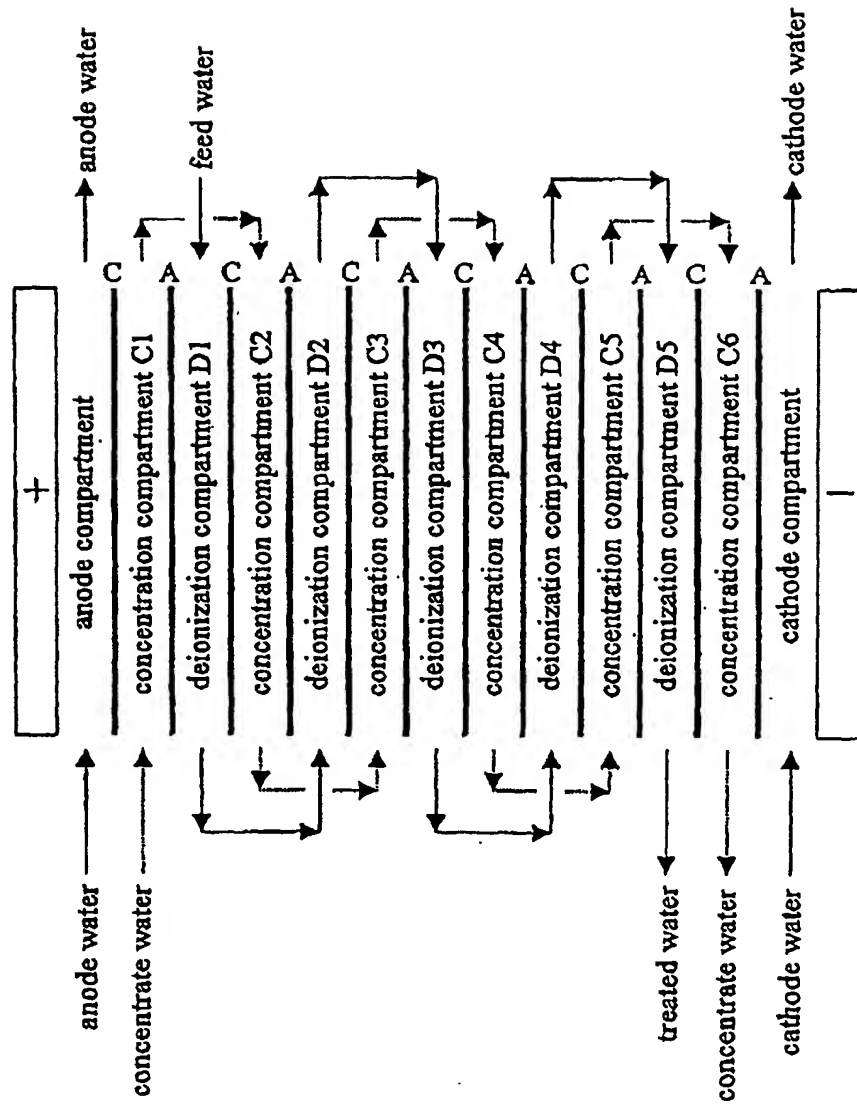 +
anode water
anode compartment
anode water
C
concentrate water
concentration compartment C1
A
deionization compartment D1
feed water
C
concentration compartment C2
A
deionization compartment D2
C
concentration compartment C3
A
deionization compartment D3
C
concentration compartment C4
A
deionization compartment D4
C
concentration compartment C5
A
treated water
deionization compartment D5
C
concentrate water
concentration compartment C6
A
cathode water
cathode compartment
cathode water
−